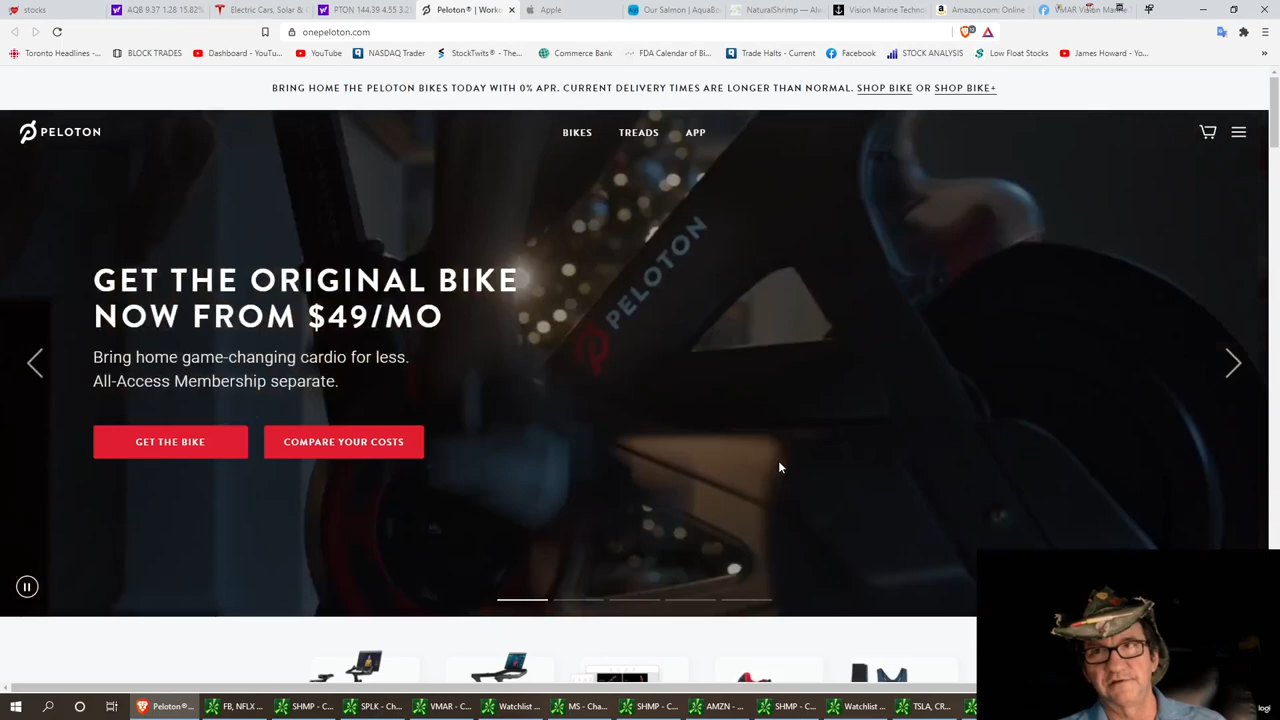 stocks
AQB 9.37 1.28 15.82%
Electric Cars, Solar &
PTON 144.39 4.55 3.2
Peloton® | Work
Apple
Our Salmon | AquaBo
NaturalShrimp — Alw
Vision Marine Techno
Amazon.com: Online
VMAR Vision Marine
onepeloton.com
Toronto Headlines -...
BLOCK TRADES
Dashboard - YouTu...
YouTube
NASDAQ Trader
StockTwits® - The...
Commerce Bank
FDA Calendar of Bi...
Trade Halts - Current
Facebook
STOCK ANALYSIS
Low Float Stocks
James Howard - Yo...
BRING HOME THE PELOTON BIKES TODAY WITH 0% APR. CURRENT DELIVERY TIMES ARE LONGER THAN NORMAL. SHOP BIKE OR SHOP BIKE+
PELOTON
BIKES
TREADS
APP
PELOTON
GET THE ORIGINAL BIKE
NOW FROM $49/MO
Bring home game-changing cardio for less.
All-Access Membership separate.
GET THE BIKE
COMPARE YOUR COSTS
Peloton®...
FB, NFLX ...
SHMP - C...
SPLK - Ch...
VMAR - C...
Watchlist ...
MS - Cha...
SHMP - C...
AMZN - ...
SHMP - C...
Watchlist ...
TSLA, CR...
logi